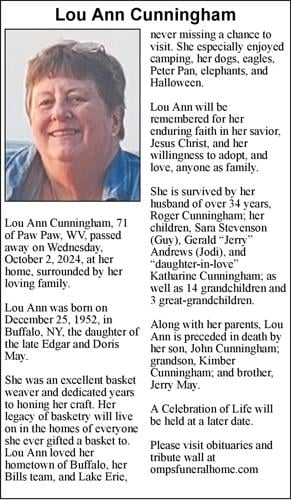 Lou Ann Cunningham
Lou Ann Cunningham, 71
of Paw Paw, WV, passed
away on Wednesday,
October 2, 2024, at her
home, surrounded by her
loving family.
Lou Ann was born on
December 25, 1952, in
Buffalo, NY, the daughter of
the late Edgar and Doris
May.
She was an excellent basket
weaver and dedicated years
to honing her craft. Her
legacy of basketry will live
on in the homes of everyone
she ever gifted a basket to.
Lou Ann loved her
hometown of Buffalo, her
Bills team, and Lake Erie,
never missing a chance to
visit. She especially enjoyed
camping, her dogs, eagles,
Peter Pan, elephants, and
Halloween.
Lou Ann will be
remembered for her
enduring faith in her savior,
Jesus Christ, and her
willingness to adopt, and
love, anyone as family.
She is survived by her
husband of over 34 years,
Roger Cunningham; her
children, Sara Stevenson
(Guy), Gerald “Jerry”
Andrews (Jodi), and
“daughter-in-love”
Katharine Cunningham; as
well as 14 grandchildren and
3 great-grandchildren.
Along with her parents, Lou
Ann is preceded in death by
her son, John Cunningham;
grandson, Kimber
Cunningham; and brother,
Jerry May.
A Celebration of Life will
be held at a later date.
Please visit obituaries and
tribute wall at
ompsfuneralhome.com